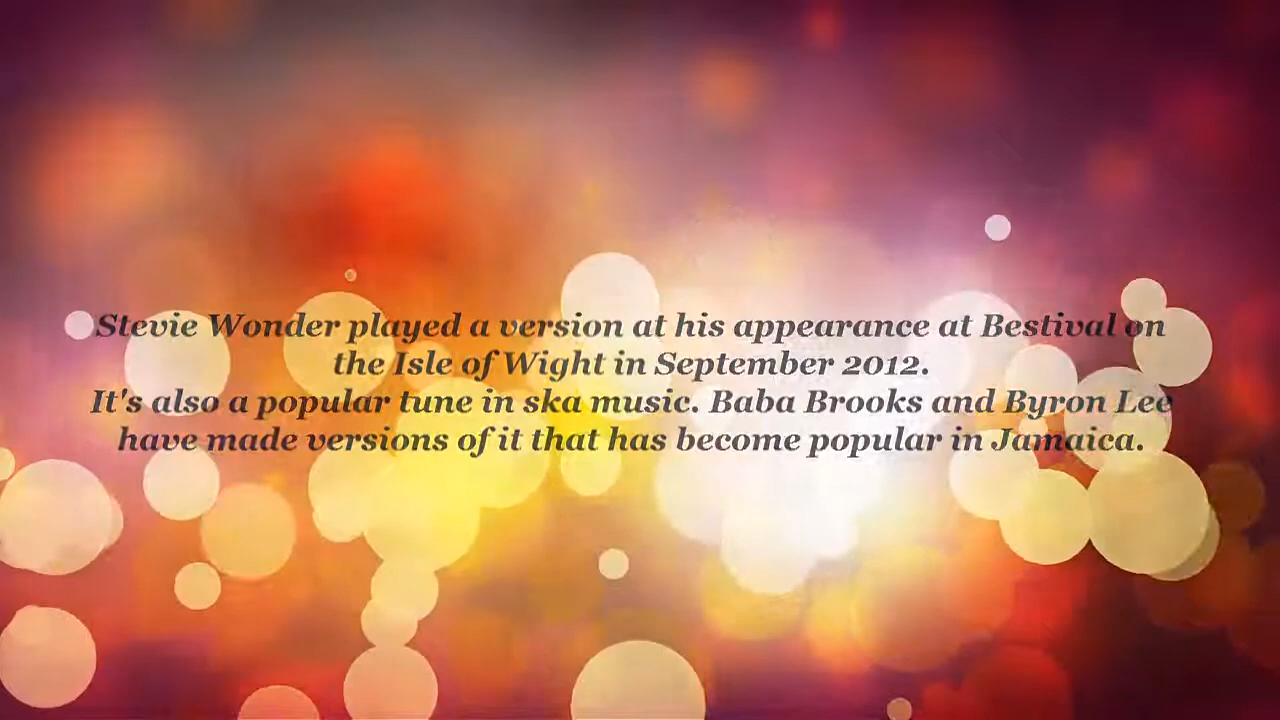 Stevie Wonder played a version at his appearance at Bestival on
the Isle of Wight in September 2012.
It's also a popular tune in ska music. Baba Brooks and Byron Lee
have made versions of it that has become popular in Jamaica.